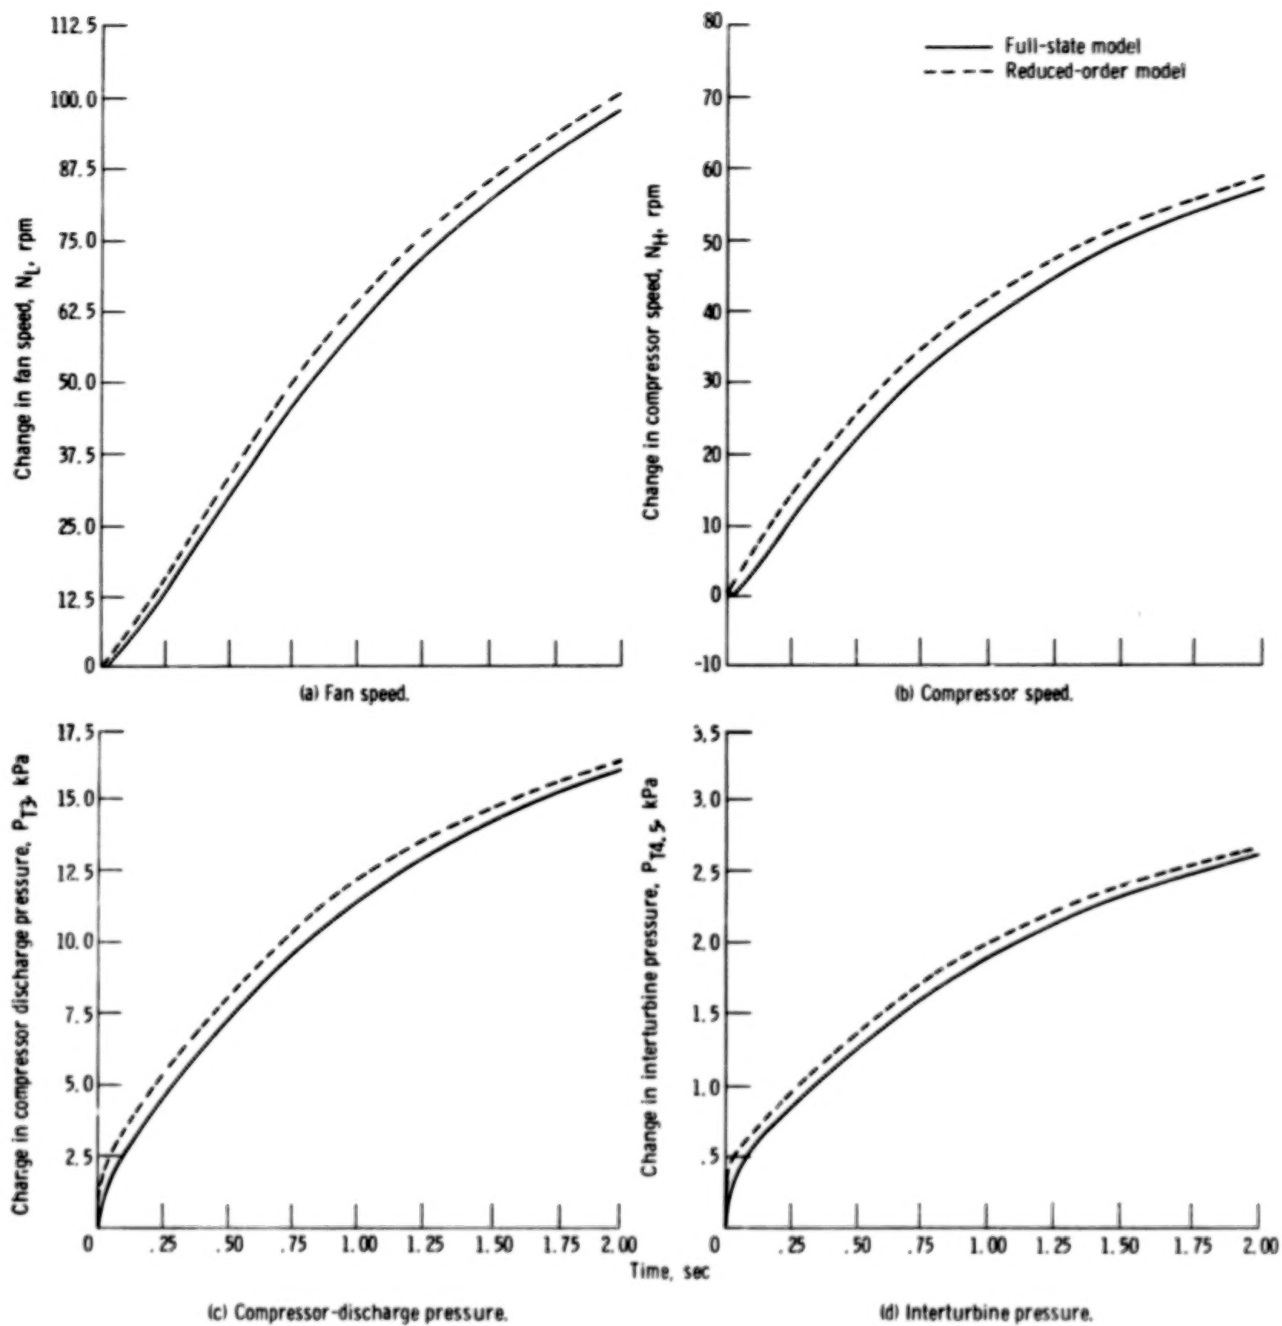 112.5
100.0
87.5
75.0
62.5
50.0
37.5
25.0
12.5
0
Change in fan speed, NL, rpm
(a) Fan speed.
80
70
60
50
40
30
20
10
0
-10
Change in compressor speed, NH, rpm
Full-state model
Reduced-order model
(b) Compressor speed.
17.5
15.0
12.5
10.0
7.5
5.0
2.5
0 .25 .50 .75 1.00 1.25 1.50 1.75 2.00
Change in compressor discharge pressure, PT3, kPa
(c) Compressor-discharge pressure.
3.5
3.0
2.5
2.0
1.5
1.0
.5
0 .25 .50 .75 1.00 1.25 1.50 1.75 2.00
Change in interturbine pressure, PT4.5, kPa
Time, sec
(d) Interturbine pressure.